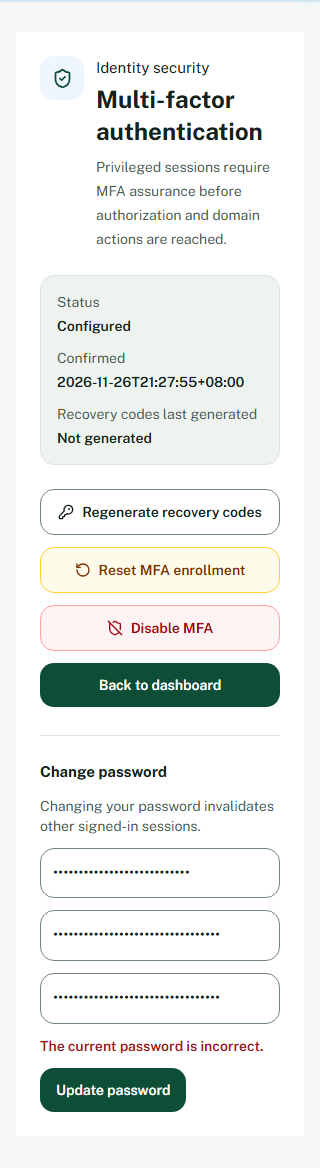 Identity security
Multi-factor
authentication
Privileged sessions require
MFA assurance before
authorization and domain
actions are reached.
Status
Configured
Confirmed
2026-11-26T21:27:55+08:00
Recovery codes last generated
Not generated
Regenerate recovery codes
Reset MFA enrollment
Disable MFA
Back to dashboard
Change password
Changing your password invalidates
other signed-in sessions.
The current password is incorrect.
Update password